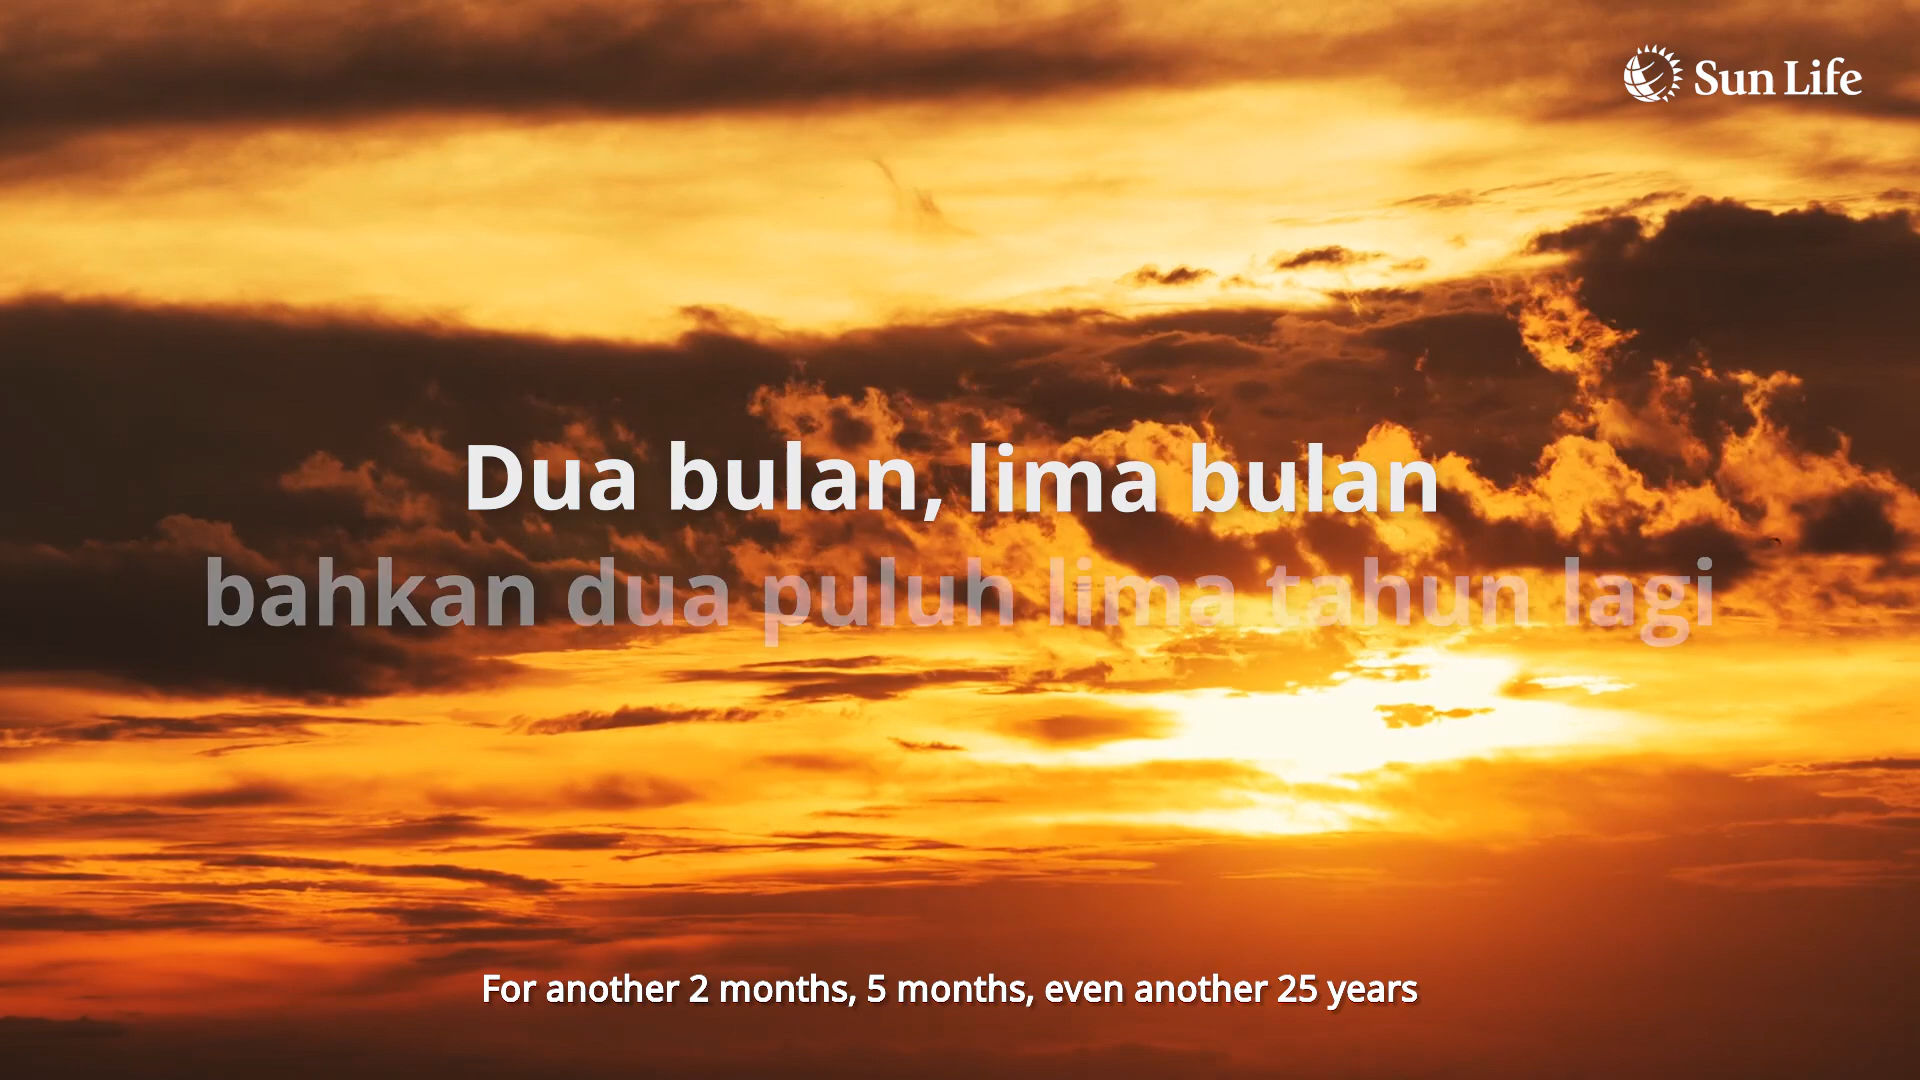 Sun Life
Dua bulan, lima bulan
bahkan dua puluh lima tahun lagi
For another 2 months, 5 months, even another 25 years